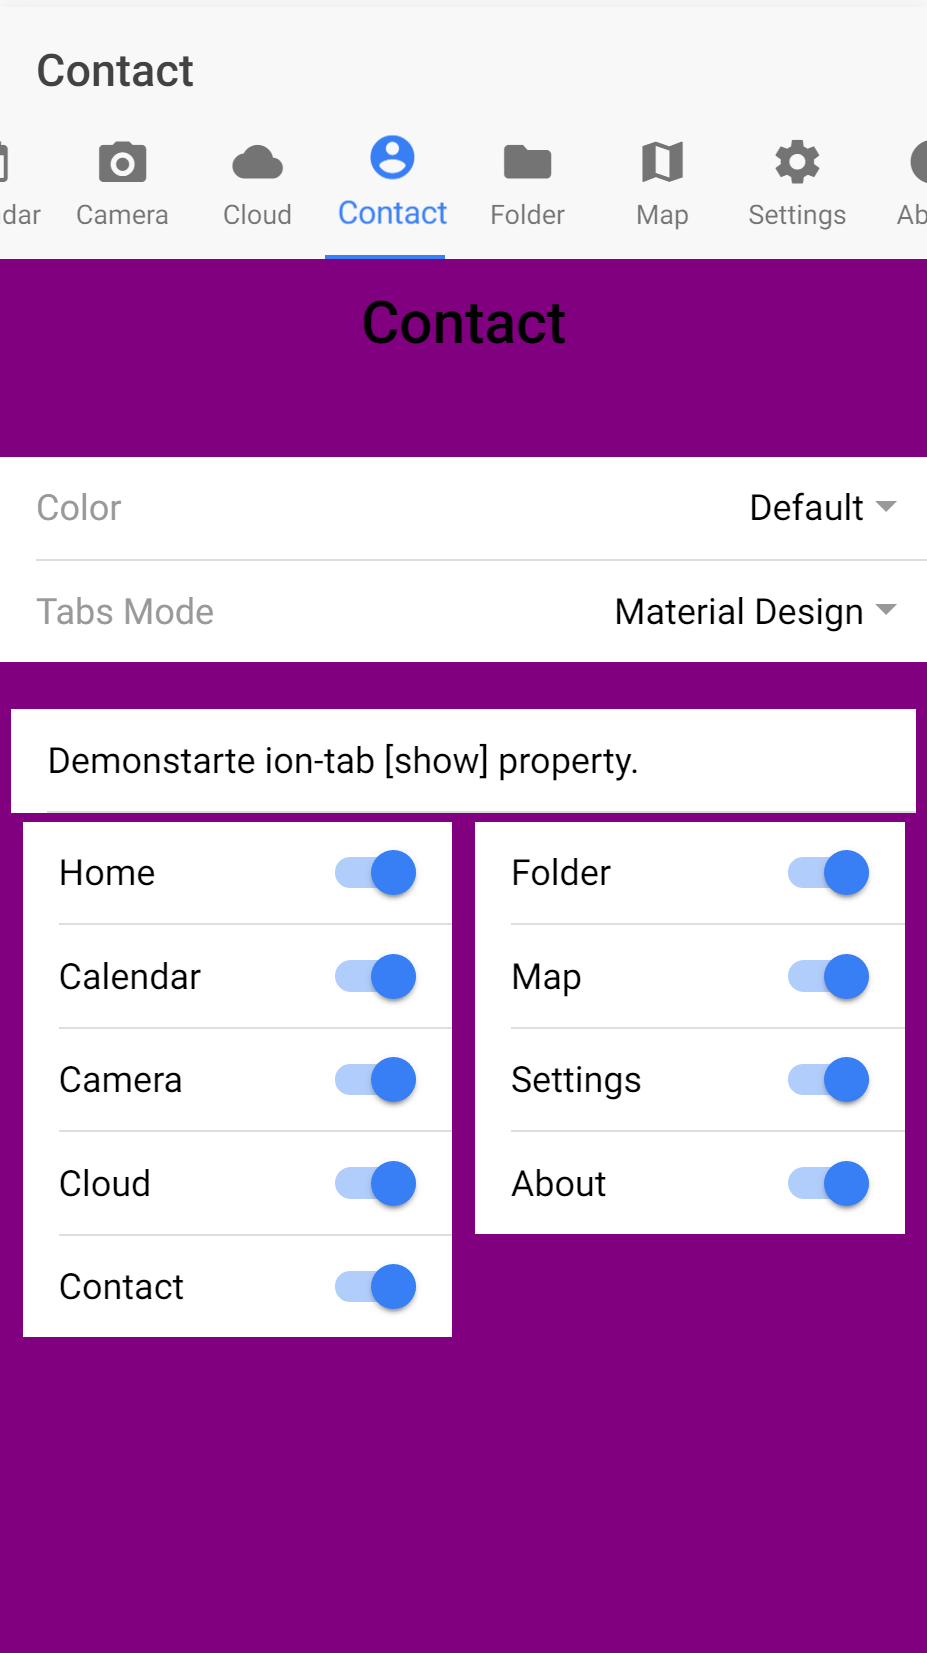 Contact
dar Camera Cloud Contact Folder Map Settings Ab
Contact
Color Default
Tabs Mode Material Design
Demonstarte ion-tab [show] property.
Home
Calendar
Camera
Cloud
Contact
Folder
Map
Settings
About